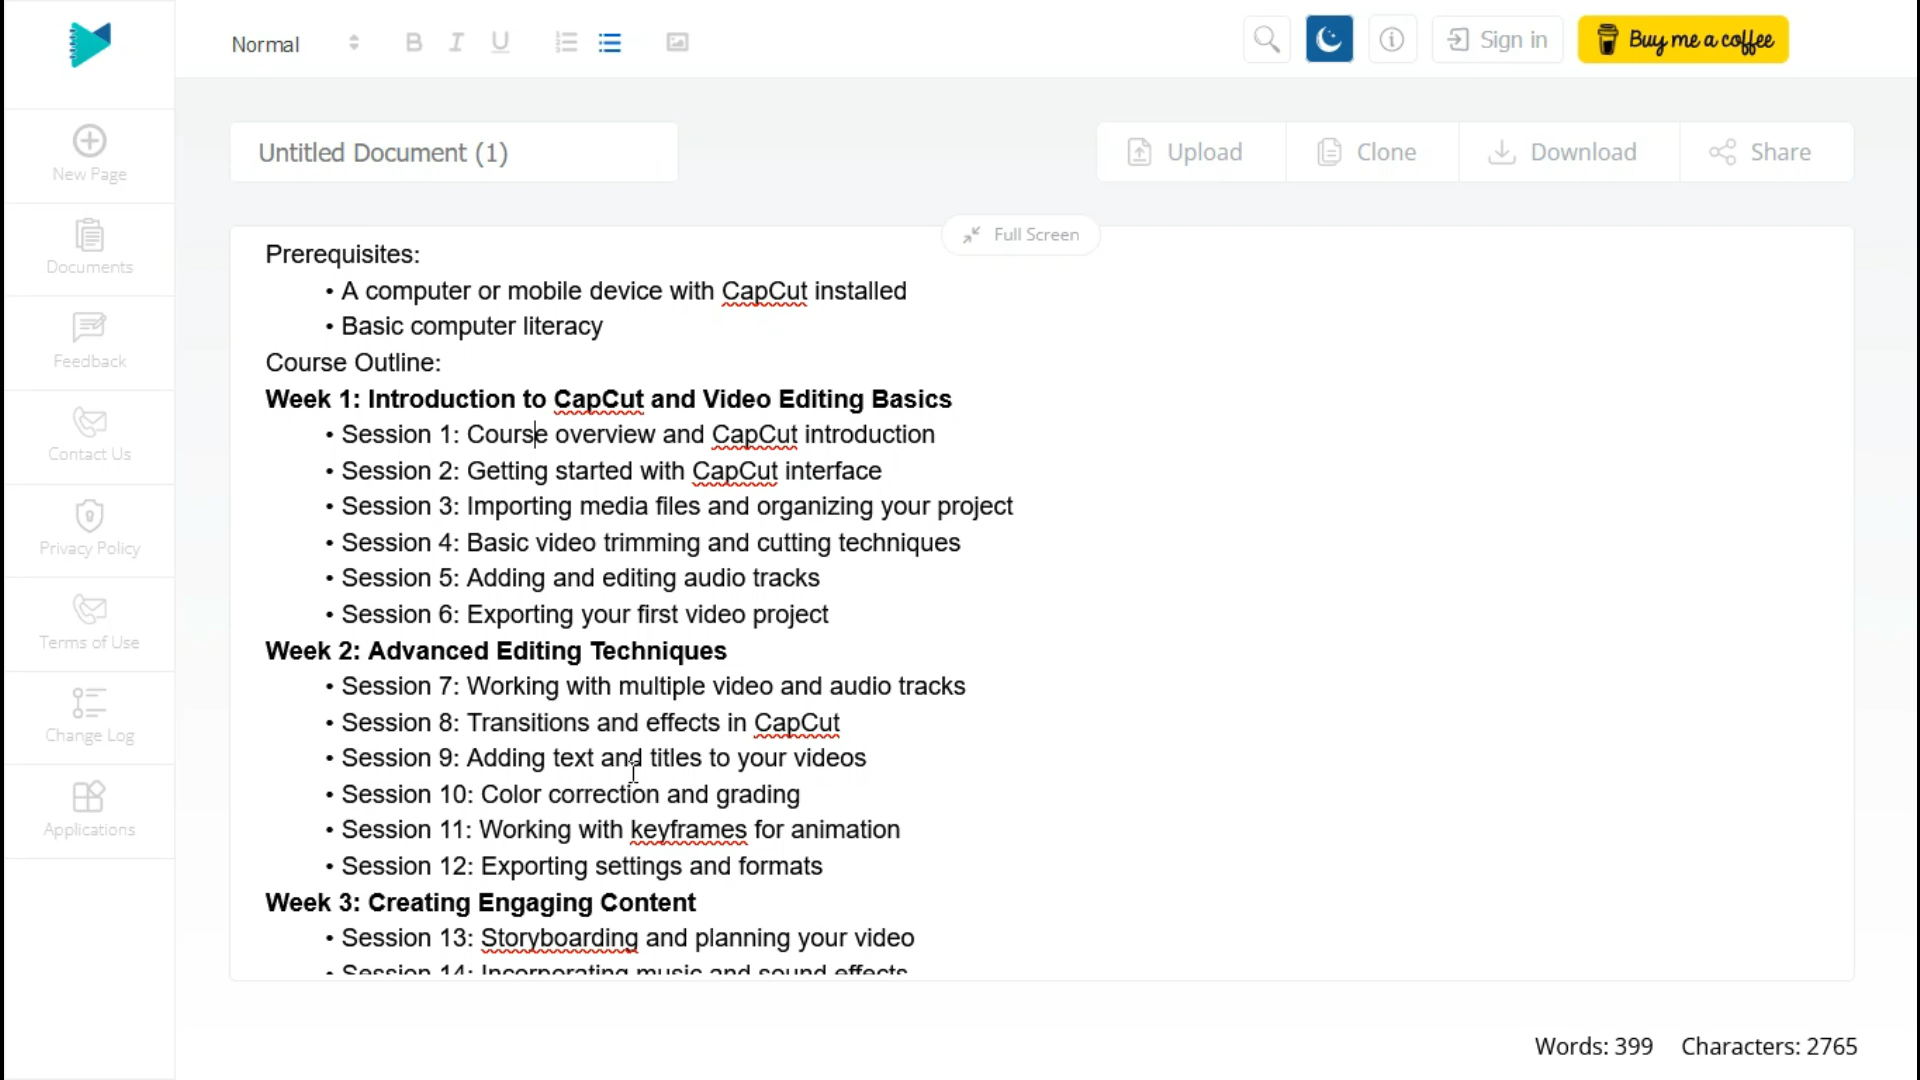 Normal
B I U
Sign in
Buy me a coffee
New Page
Documents
Feedback
Contact Us
Privacy Policy
Terms of Use
Change Log
Applications
Untitled Document (1)
Upload
Clone
Download
Share
Full Screen
Prerequisites:
• A computer or mobile device with CapCut installed
• Basic computer literacy
Course Outline:
Week 1: Introduction to CapCut and Video Editing Basics
• Session 1: Course overview and CapCut introduction
• Session 2: Getting started with CapCut interface
• Session 3: Importing media files and organizing your project
• Session 4: Basic video trimming and cutting techniques
• Session 5: Adding and editing audio tracks
• Session 6: Exporting your first video project
Week 2: Advanced Editing Techniques
• Session 7: Working with multiple video and audio tracks
• Session 8: Transitions and effects in CapCut
• Session 9: Adding text and titles to your videos
• Session 10: Color correction and grading
• Session 11: Working with keyframes for animation
• Session 12: Exporting settings and formats
Week 3: Creating Engaging Content
• Session 13: Storyboarding and planning your video
• Session 14: Incorporating music and sound effects
Words: 399 Characters: 2765